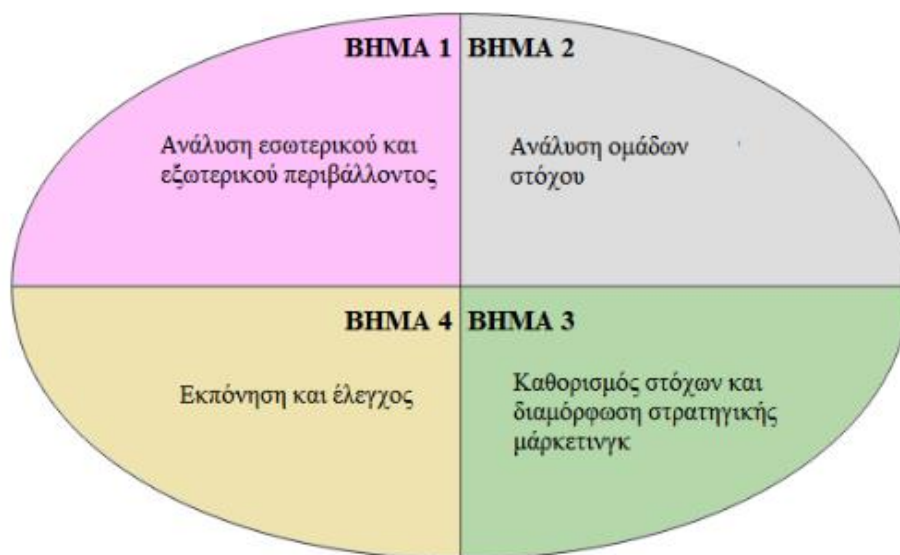 ΒΗΜΑ 1
Ανάλυση εσωτερικού και
εξωτερικού περιβάλλοντος
ΒΗΜΑ 2
Ανάλυση ομάδων
στόχου
ΒΗΜΑ 3
Καθορισμός στόχων και
διαμόρφωση στρατηγικής
μάρκετινγκ
ΒΗΜΑ 4
Εκπόνηση και έλεγχος